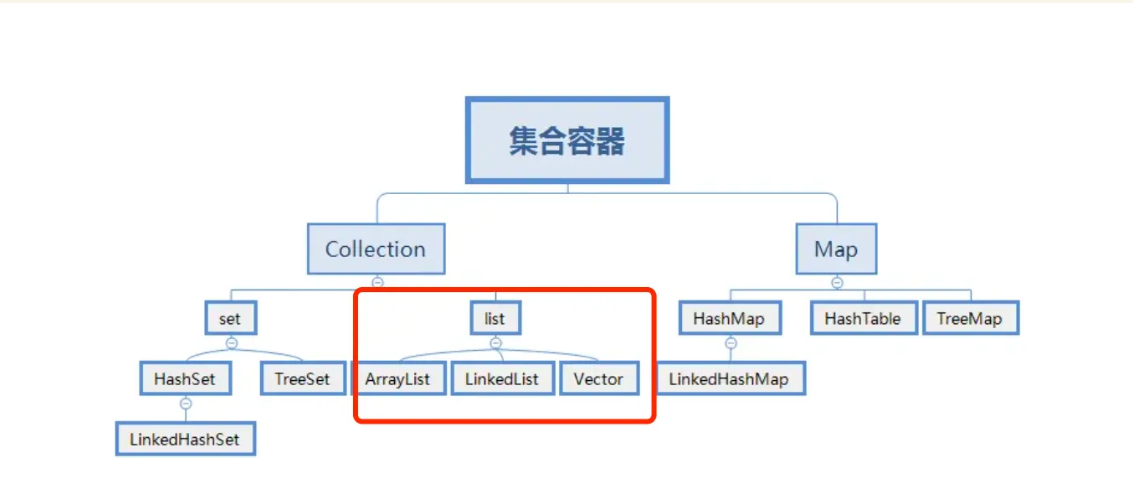 集合容器
Collection
Map
set
list
HashMap
HashTable
TreeMap
HashSet
TreeSet
ArrayList
LinkedList
Vector
LinkedHashMap
LinkedHashSet